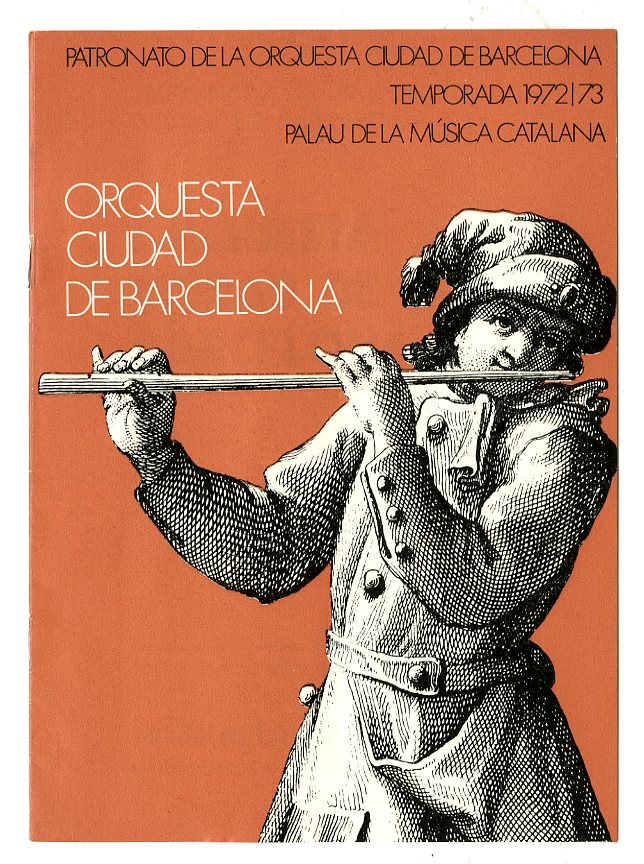 PATRONATO DE LA ORQUESTA CIUDAD DE BARCELONA
TEMPORADA 1972|73
PALAU DE LA MÚSICA CATALANA
ORQUESTA
CIUDAD
DE BARCELONA